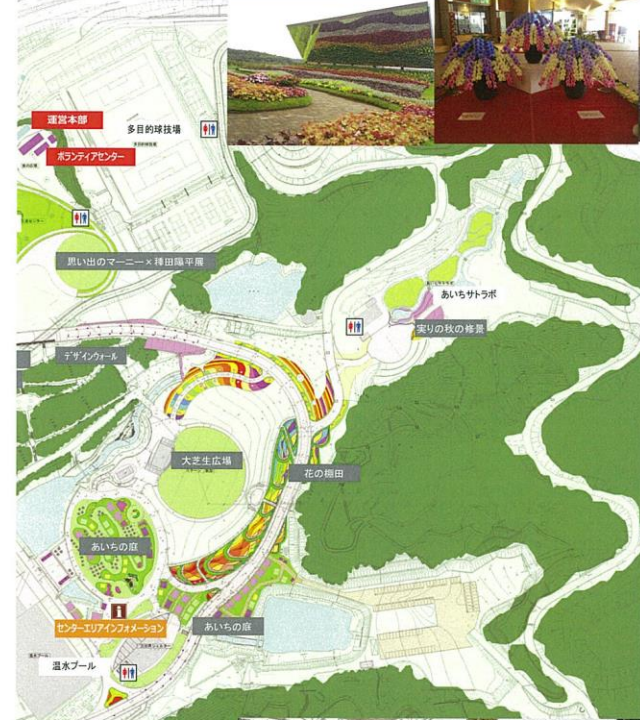 運営本部
多目的球技場
ボランティアセンター
思い出のマーニー×種田陽平展
あいちサトラボ
実りの秋の修景
デザインウォール
大芝生広場
花の棚田
あいちの庭
センターエリアインフォメーション
あいちの庭
温水プール
温水プール